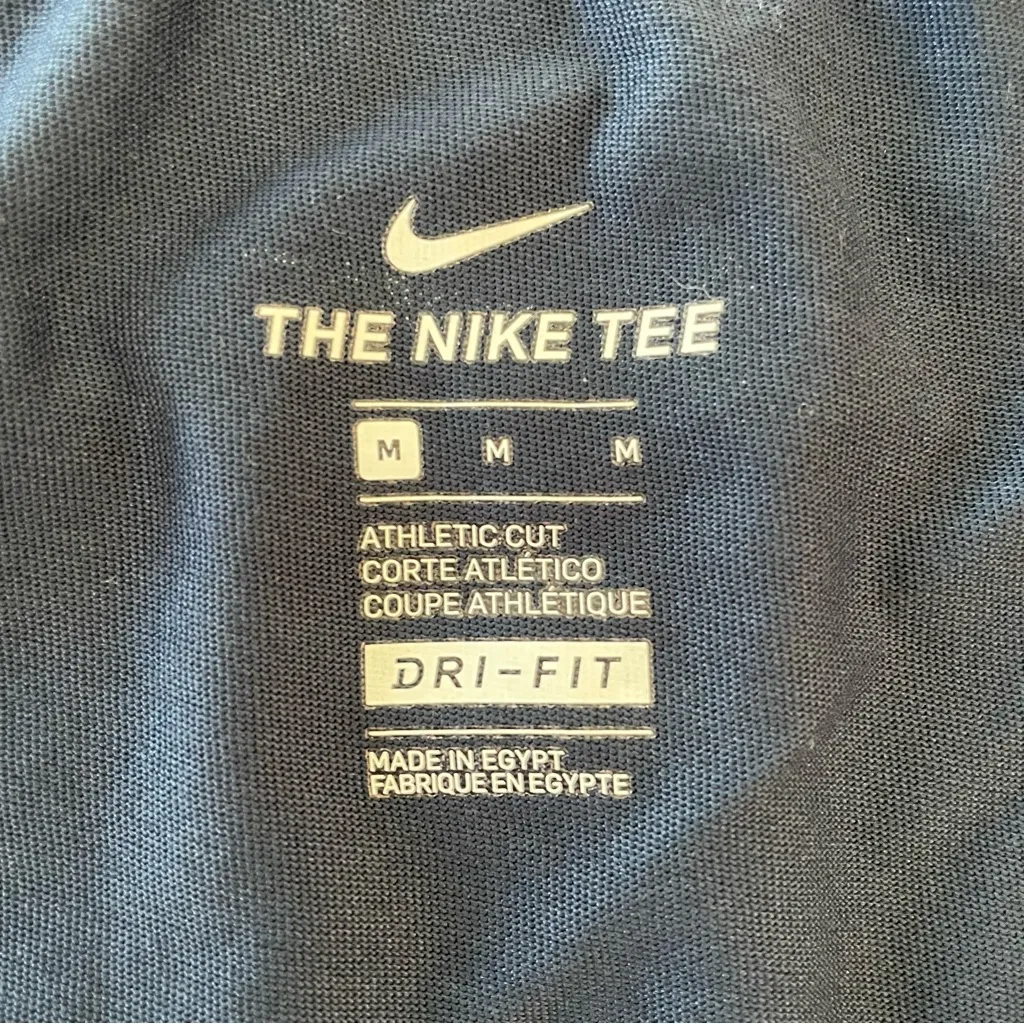 THE NIKE TEE
M M M
ATHLETIC CUT
CORTE ATLÉTICO
COUPE ATHLÉTIQUE
DRI-FIT
MADE IN EGYPT
FABRIQUE EN EGYPTE